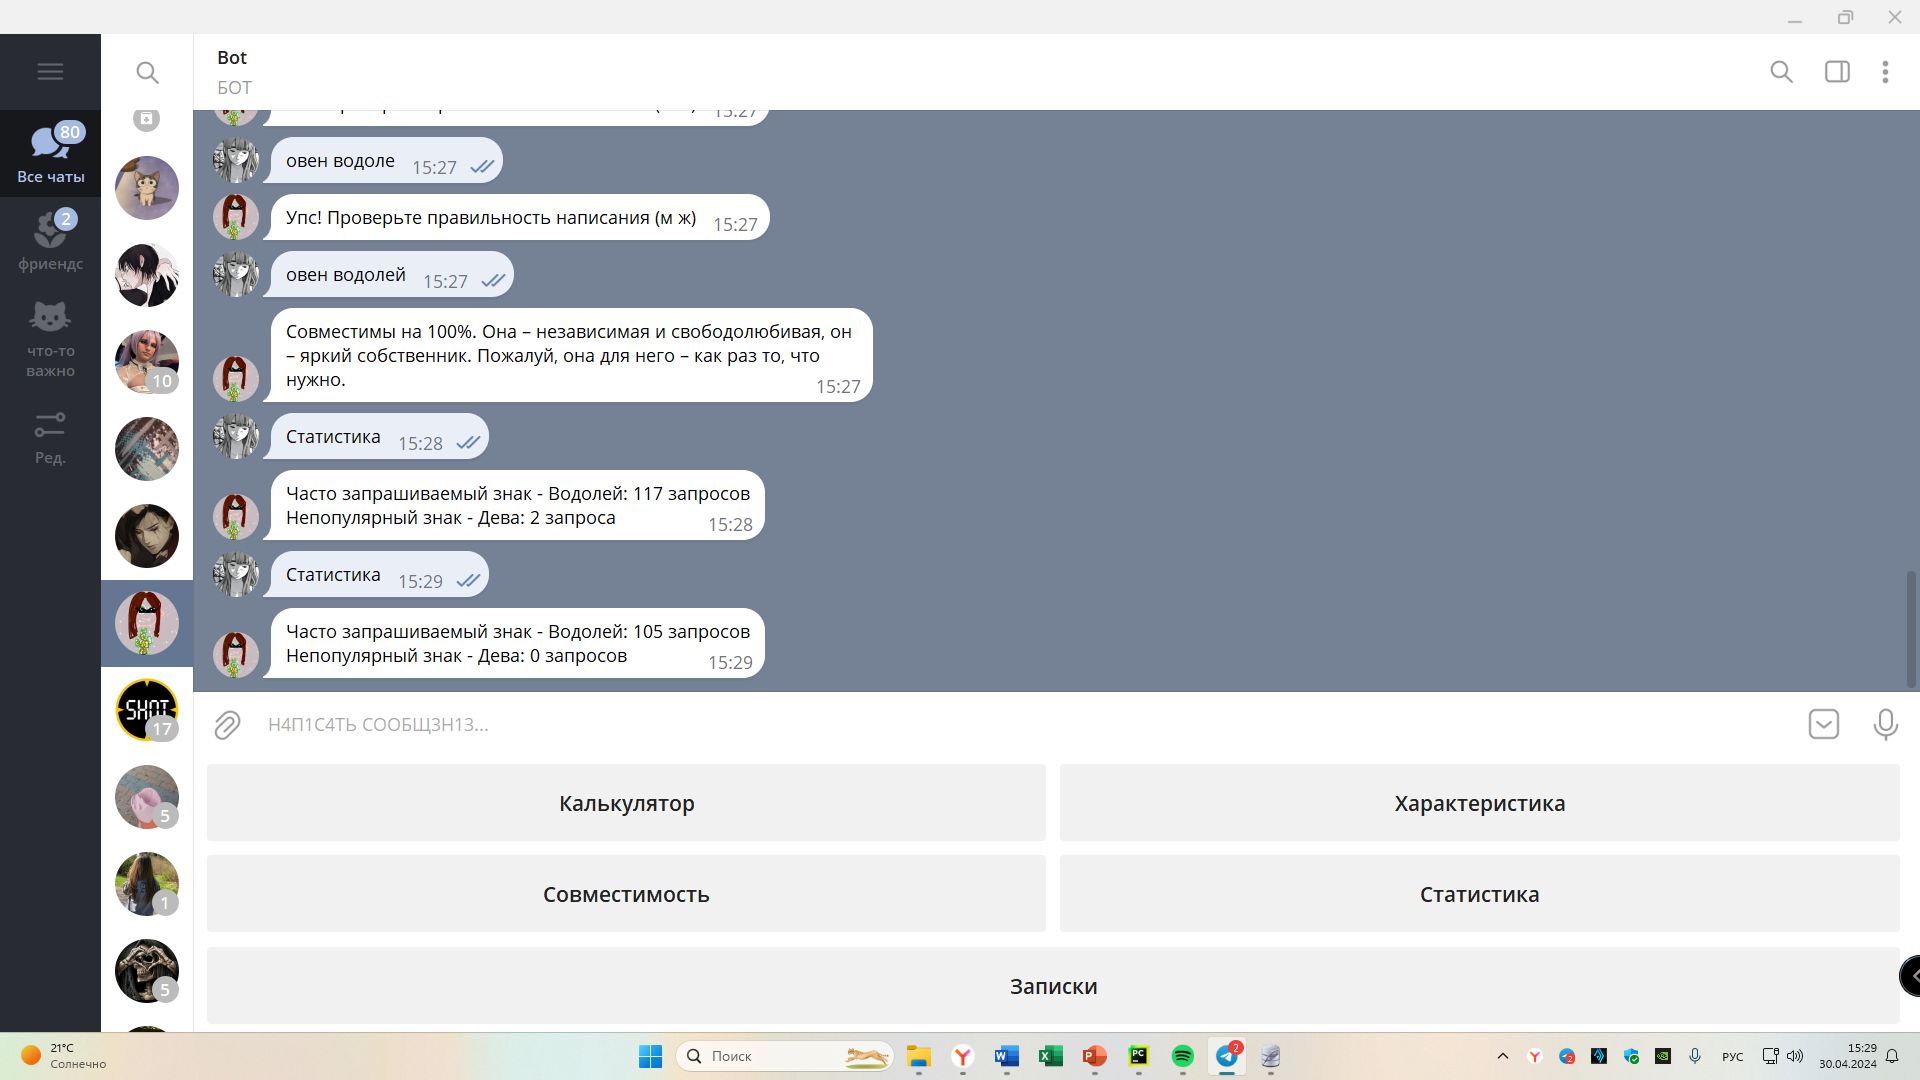 Bot
БОТ
80
Все чаты
2
фриендс
что-то
важно
Ред.
10
SHOT
17
5
1
5
15:27
овен водоле 15:27
Упс! Проверьте правильность написания (м ж) 15:27
овен водолей 15:27
Совместимы на 100%. Она – независимая и свободолюбивая, он
– яркий собственник. Пожалуй, она для него – как раз то, что
нужно. 15:27
Статистика 15:28
Часто запрашиваемый знак - Водолей: 117 запросов
Непопулярный знак - Дева: 2 запроса 15:28
Статистика 15:29
Часто запрашиваемый знак - Водолей: 105 запросов
Непопулярный знак - Дева: 0 запросов 15:29
Н4П1С4ТЬ СООБЩ3Н13...
Калькулятор
Характеристика
Совместимость
Статистика
Записки
21°C
Солнечно
Поиск
2
РУС
15:29
30.04.2024